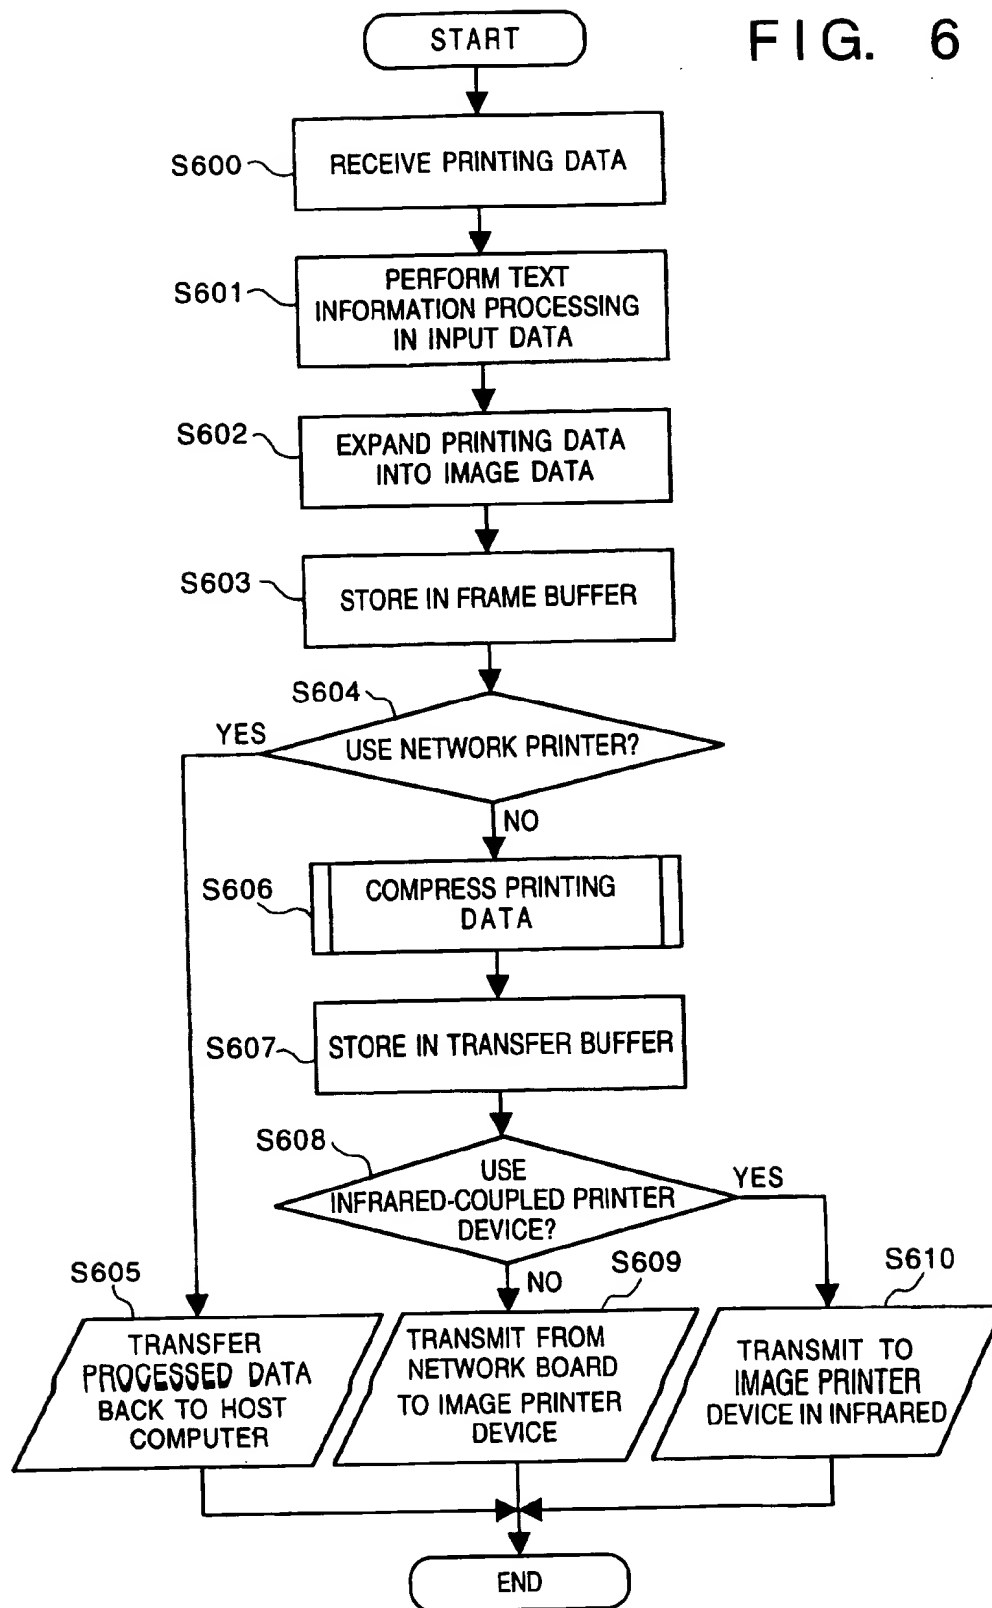 FIG. 6
START
S600
RECEIVE PRINTING DATA
S601
PERFORM TEXT
INFORMATION PROCESSING
IN INPUT DATA
S602
EXPAND PRINTING DATA
INTO IMAGE DATA
S603
STORE IN FRAME BUFFER
S604
YES
USE NETWORK PRINTER?
NO
S606
COMPRESS PRINTING
DATA
S607
STORE IN TRANSFER BUFFER
S608
USE
INFRARED-COUPLED PRINTER
DEVICE?
YES
NO
S605
TRANSFER
PROCESSED DATA
BACK TO HOST
COMPUTER
S609
TRANSMIT FROM
NETWORK BOARD
TO IMAGE PRINTER
DEVICE
S610
TRANSMIT TO
IMAGE PRINTER
DEVICE IN INFRARED
END